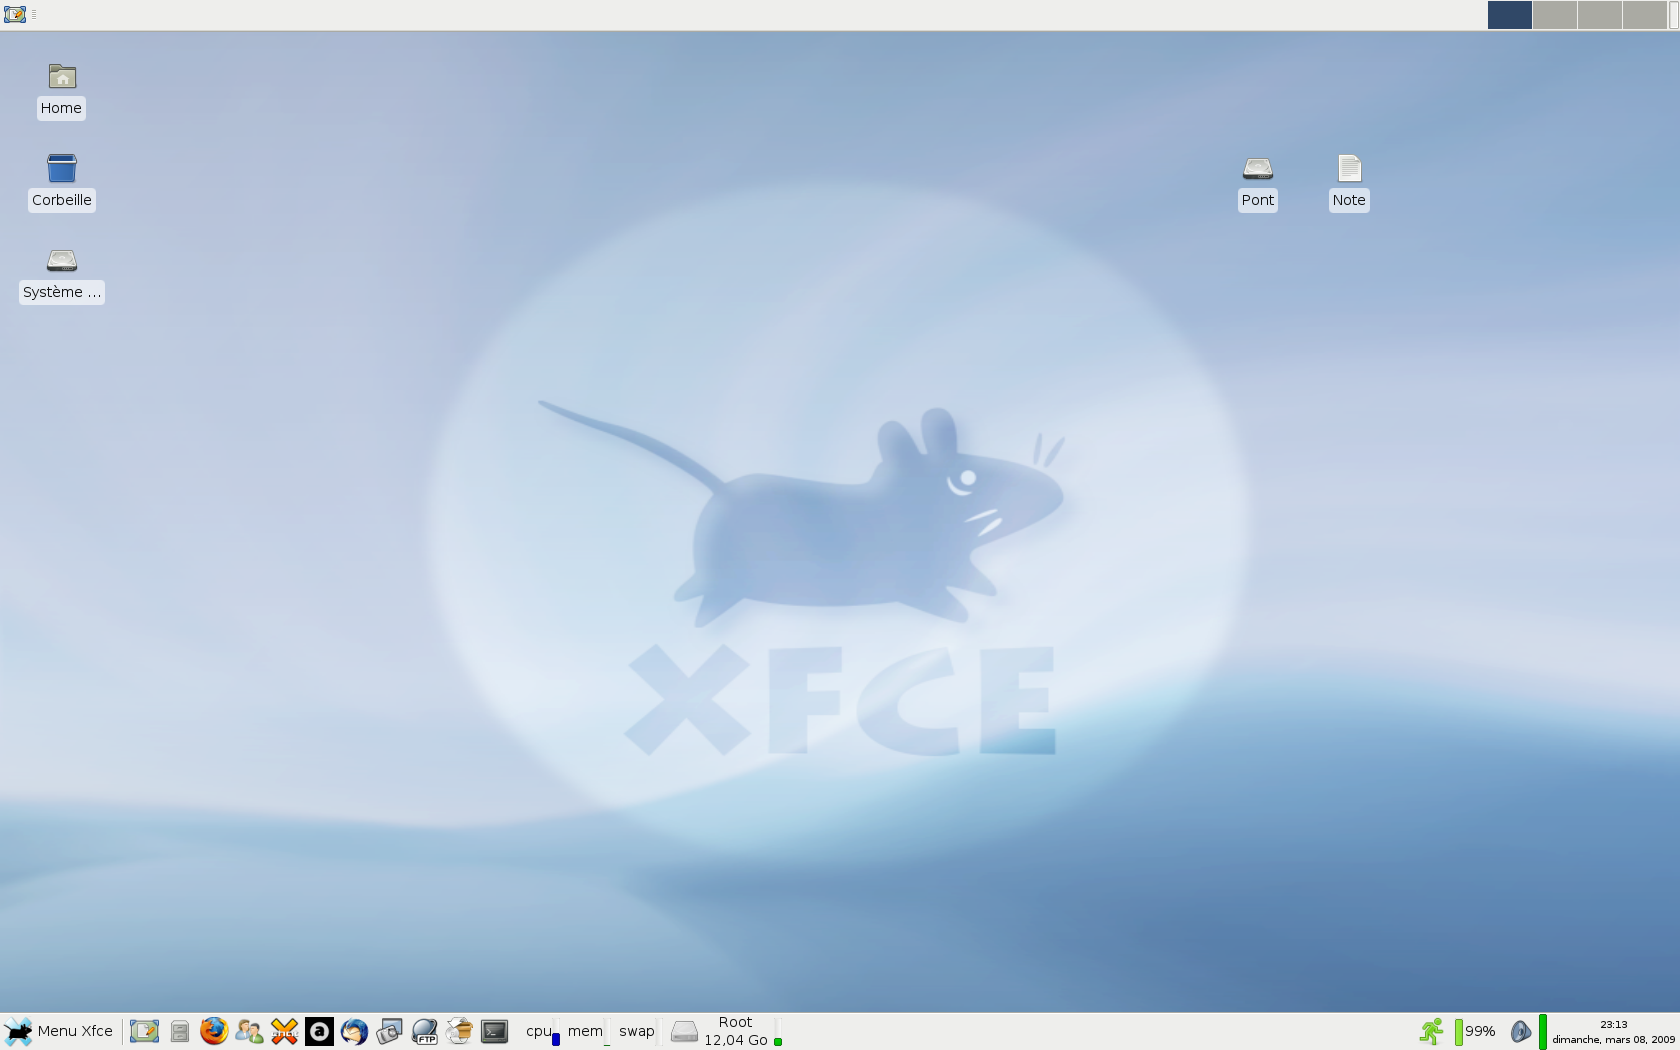 Home
Corbeille
Système ...
Pont
Note
XFCE
Menu Xfce
a
FTP
cpu
mem
swap
Root
12,04 Go
99%
23:13
dimanche, mars 08, 2009